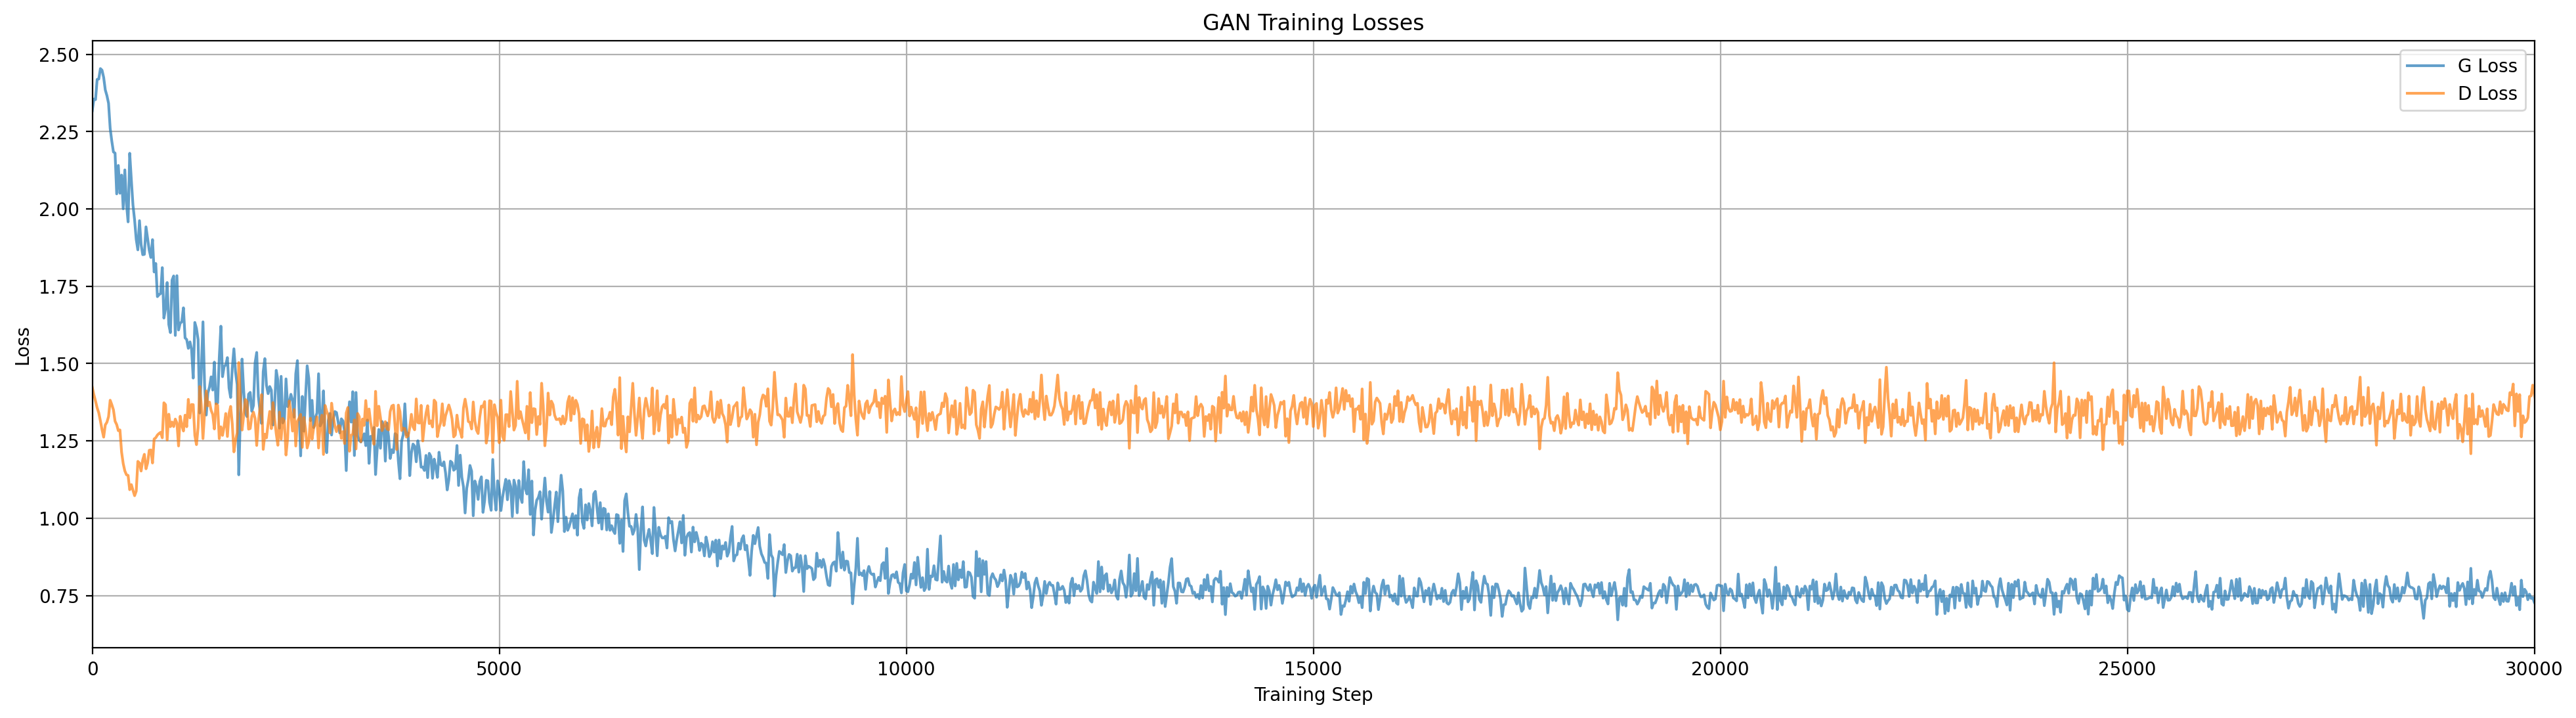 GAN Training Losses
G Loss
D Loss
2.50
2.25
2.00
1.75
1.50
1.25
1.00
0.75
Loss
0 5000 10000 15000 20000 25000 30000
Training Step